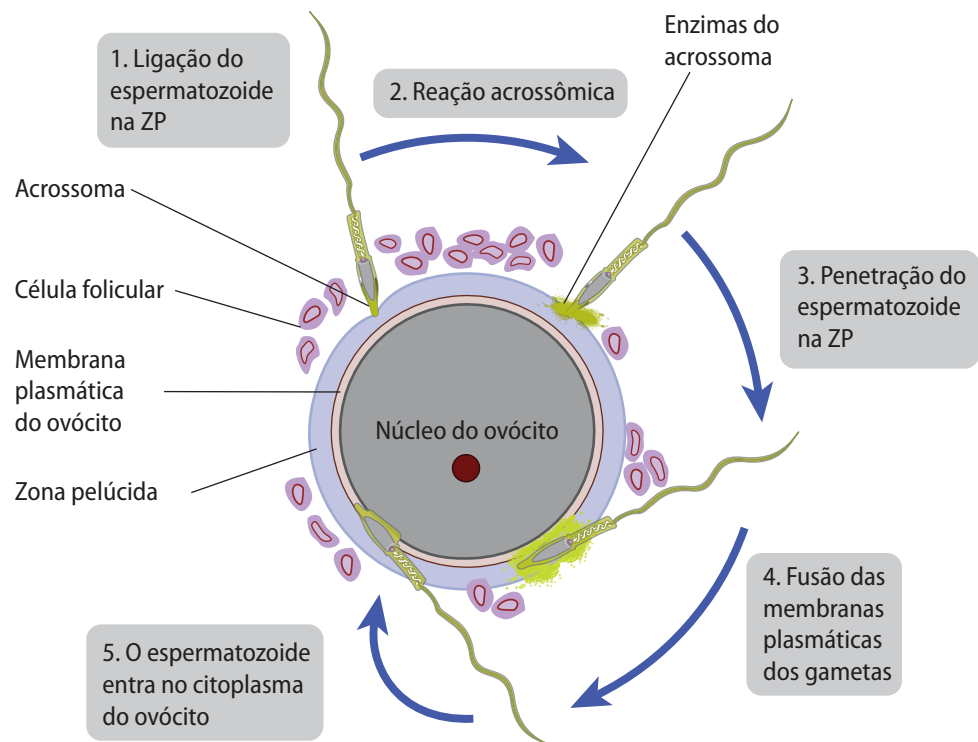 1. Ligação do
espermatozoide
na ZP
2. Reação acrossômica
Enzimas do
acrossoma
Acrossoma
Célula folicular
Membrana
plasmática
do ovócito
Zona pelúcida
Núcleo do ovócito
3. Penetração do
espermatozoide
na ZP
4. Fusão das
membranas
plasmáticas
dos gametas
5. O espermatozoide
entra no citoplasma
do ovócito